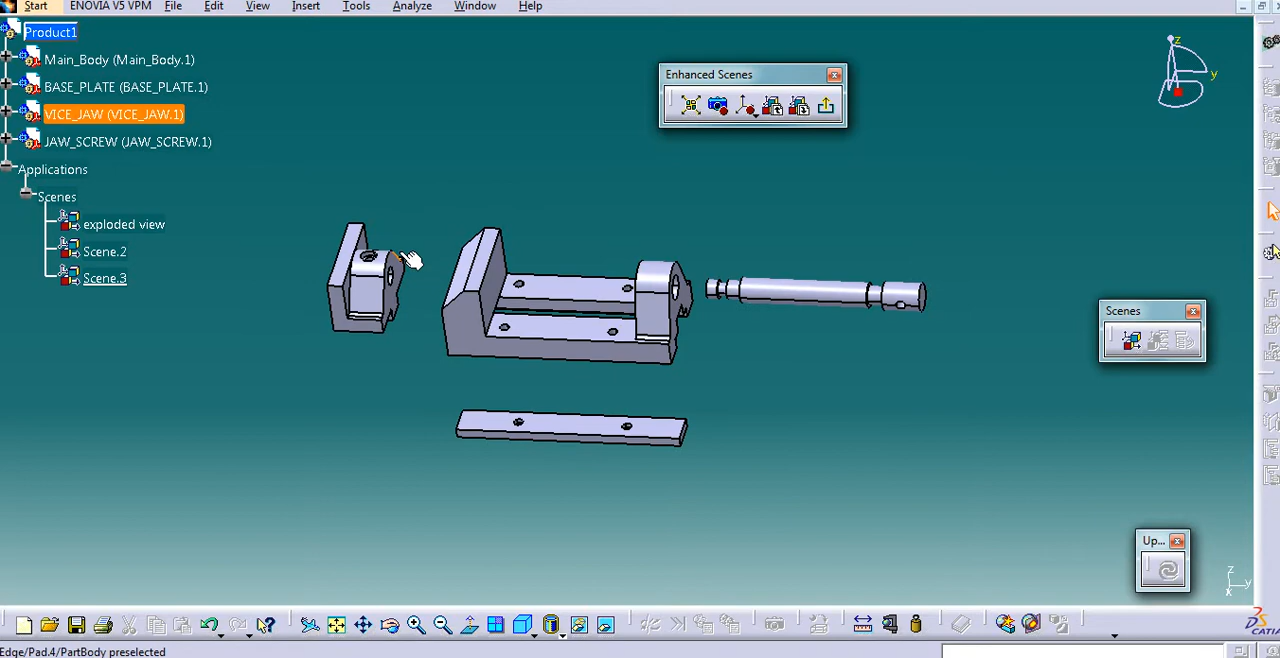 Start ENOVIA V5 VPM File Edit View Insert Tools Analyze Window Help
Product1
Main_Body (Main_Body.1)
BASE_PLATE (BASE_PLATE.1)
VICE_JAW (VICE_JAW.1)
JAW_SCREW (JAW_SCREW.1)
Applications
Scenes
exploded view
Scene.2
Scene.3
Enhanced Scenes
z
y
Scenes
Up...
z
y
x
CATIA
Edge/Pad.4/PartBody preselected